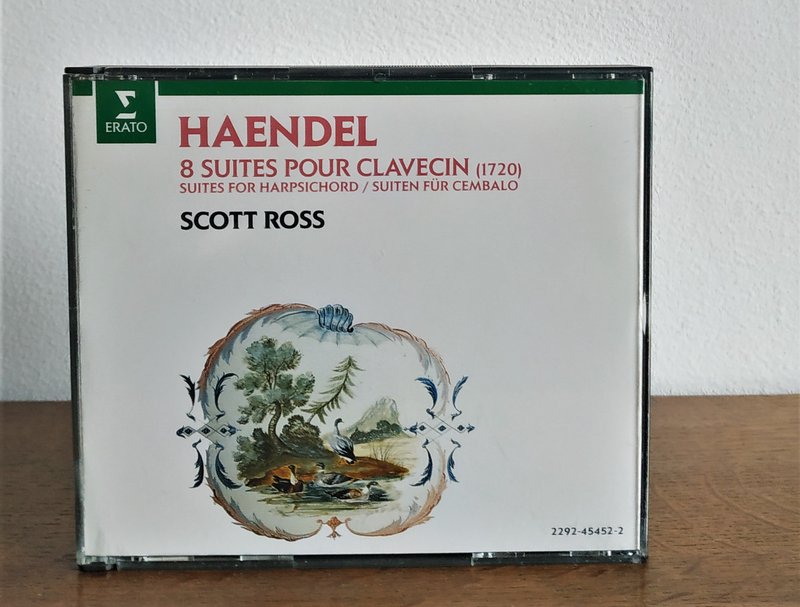 ERATO
HAENDEL
8 SUITES POUR CLAVECIN (1720)
SUITES FOR HARPSICHORD / SUITEN FÜR CEMBALO
SCOTT ROSS
2292-45452-2